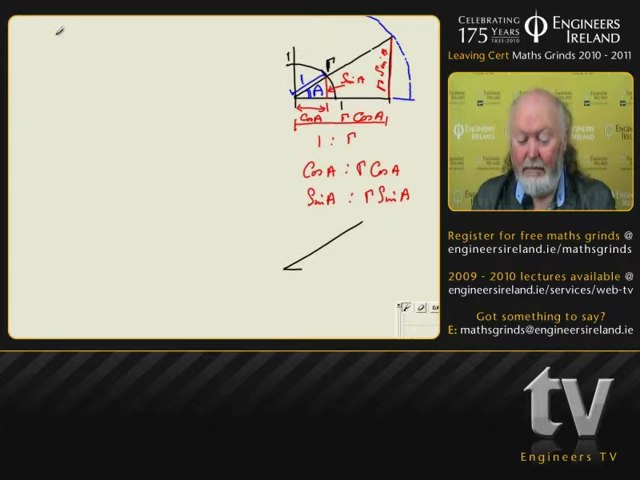 1
r
1
A
Sin A
r Sin A
1
Cos A
r Cos A
1 : r
Cos A : r Cos A
Sin A : r Sin A
CELEBRATING
175 YEARS
1835-2010
ENGINEERS
IRELAND
Leaving Cert Maths Grinds 2010 - 2011
Register for free maths grinds @
engineersireland.ie/mathsgrinds
2009 - 2010 lectures available @
engineersireland.ie/services/web-tv
Got something to say?
E: mathsgrinds@engineersireland.ie
tv
Engineers TV